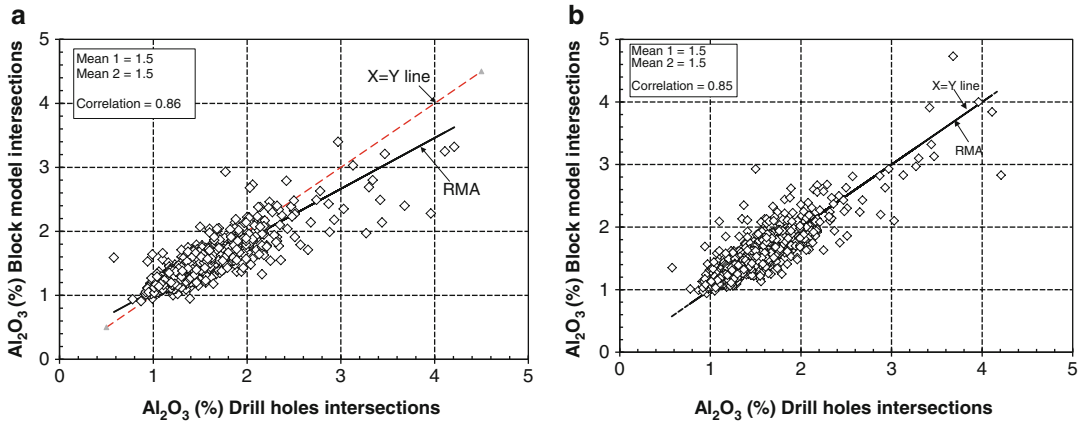 a
Mean 1 = 1.5
Mean 2 = 1.5
Correlation = 0.86
X=Y line
RMA
5
4
3
2
1
0
0 1 2 3 4 5
Al₂O₃ (%) Block model intersections
Al₂O₃ (%) Drill holes intersections
b
Mean 1 = 1.5
Mean 2 = 1.5
Correlation = 0.85
X=Y line
RMA
5
4
3
2
1
0
0 1 2 3 4 5
Al₂O₃ (%) Block model intersections
Al₂O₃ (%) Drill holes intersections